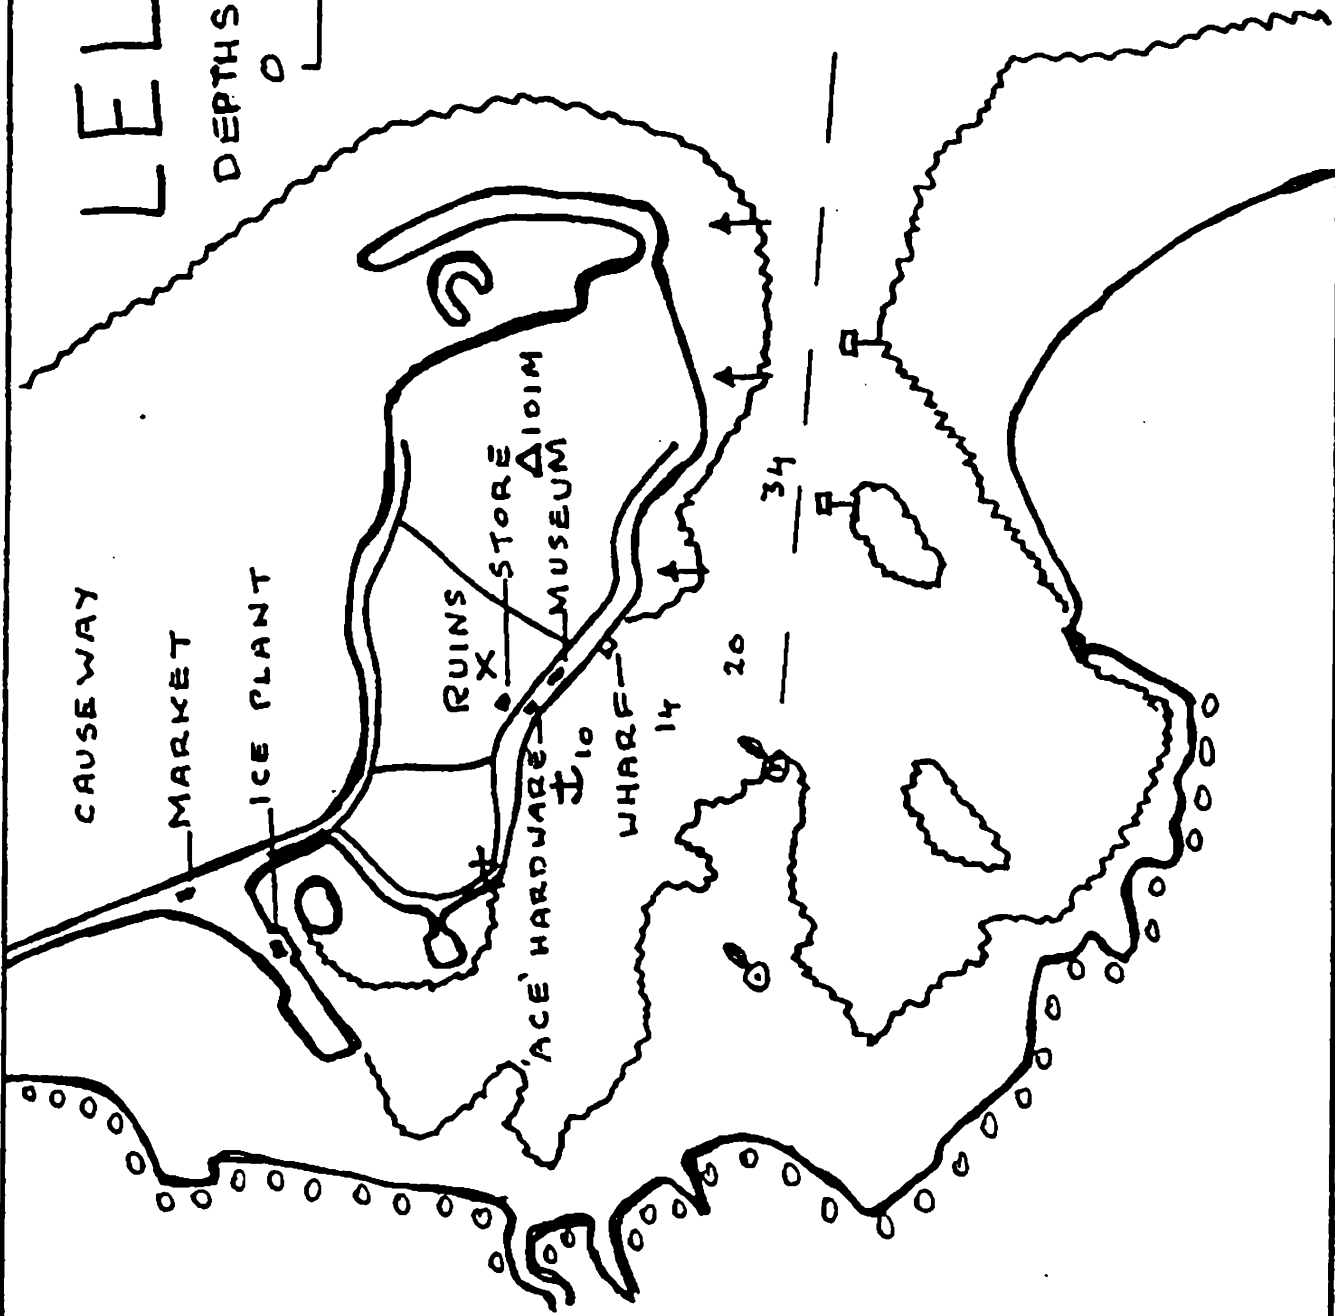 LEL
DEPTHS
0
CAUSEWAY
MARKET
ICE PLANT
RUINS
X
STORE
△101M
MUSEUM
'ACE' HARDWARE
10
WHARF
14
20
34